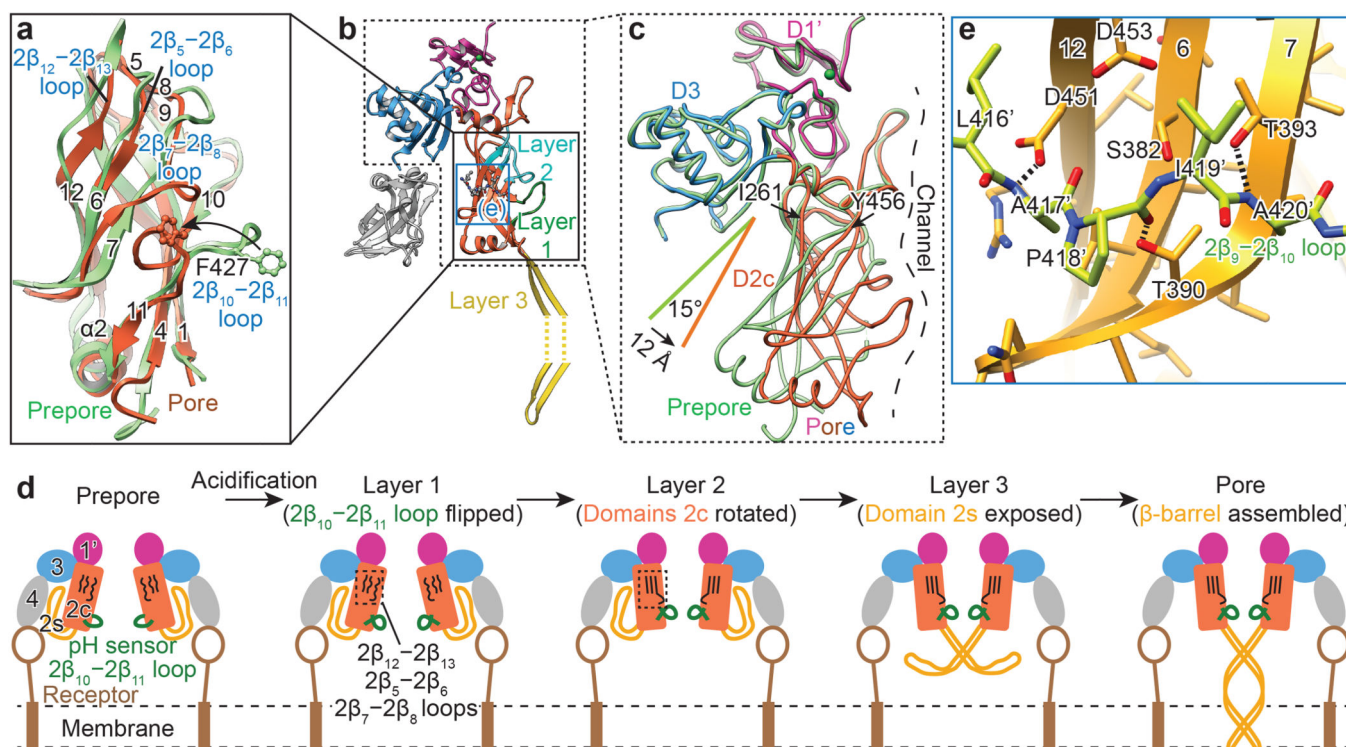 a
2β₁₂−2β₁₃
loop
5
2β₅−2β₆
loop
8
9
2β₇−2β₈
loop
12
6
10
7
F427
2β₁₀−2β₁₁
loop
11
α2
4
1
Prepore
Pore
b
Layer
2
(e)
Layer
1
Layer 3
c
D1’
D3
I261
Y456
Channel
D2c
15°
12 Å
Prepore
Pore
e
D453
12
6
7
D451
L416’
T393
S382
I419’
A417’
A420’
P418’
2β₉−2β₁₀ loop
T390
d
Prepore
Acidification
Layer 1
(2β₁₀−2β₁₁ loop flipped)
Layer 2
(Domains 2c rotated)
Layer 3
(Domain 2s exposed)
Pore
(β-barrel assembled)
1’
3
4
2c
2s
pH sensor
2β₁₀−2β₁₁ loop
Receptor
Membrane
2β₁₂−2β₁₃
2β₅−2β₆
2β₇−2β₈ loops